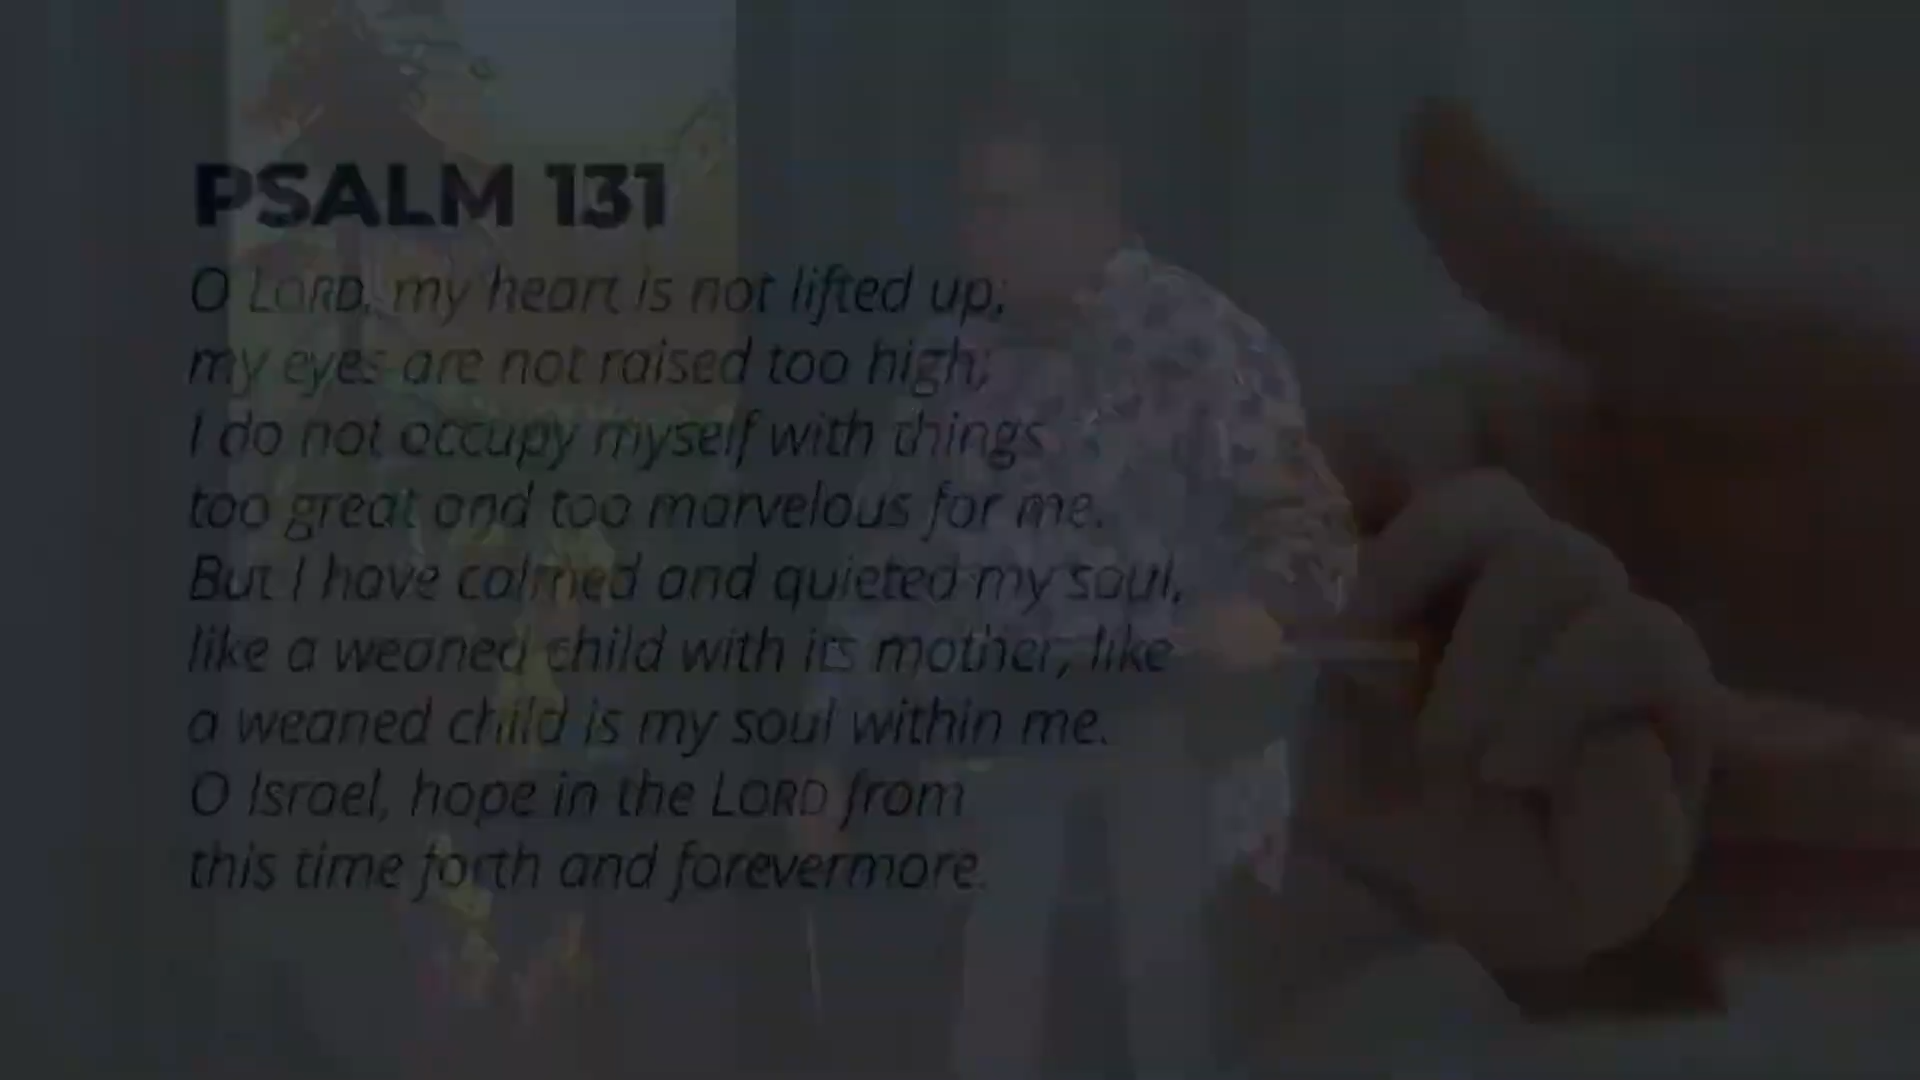 PSALM 131
O LORD, my heart is not lifted up;
my eyes are not raised too high;
I do not occupy myself with things
too great and too marvelous for me.
But I have calmed and quieted my soul,
like a weaned child with its mother, like
a weaned child is my soul within me.
O Israel, hope in the LORD from
this time forth and forevermore.